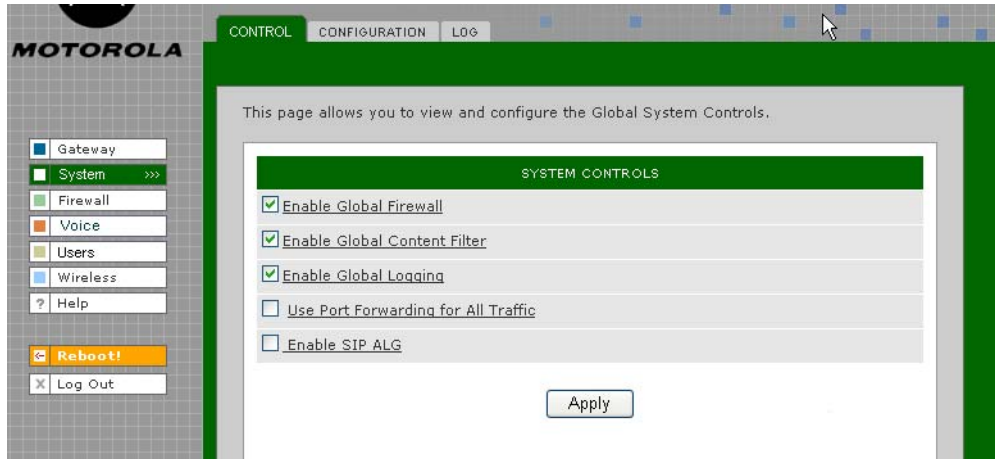 MOTOROLA
CONTROL CONFIGURATION LOG
This page allows you to view and configure the Global System Controls.
Gateway
System >>>
Firewall
Voice
Users
Wireless
? Help
Reboot!
X Log Out
SYSTEM CONTROLS
Enable Global Firewall
Enable Global Content Filter
Enable Global Logging
Use Port Forwarding for All Traffic
Enable SIP ALG
Apply